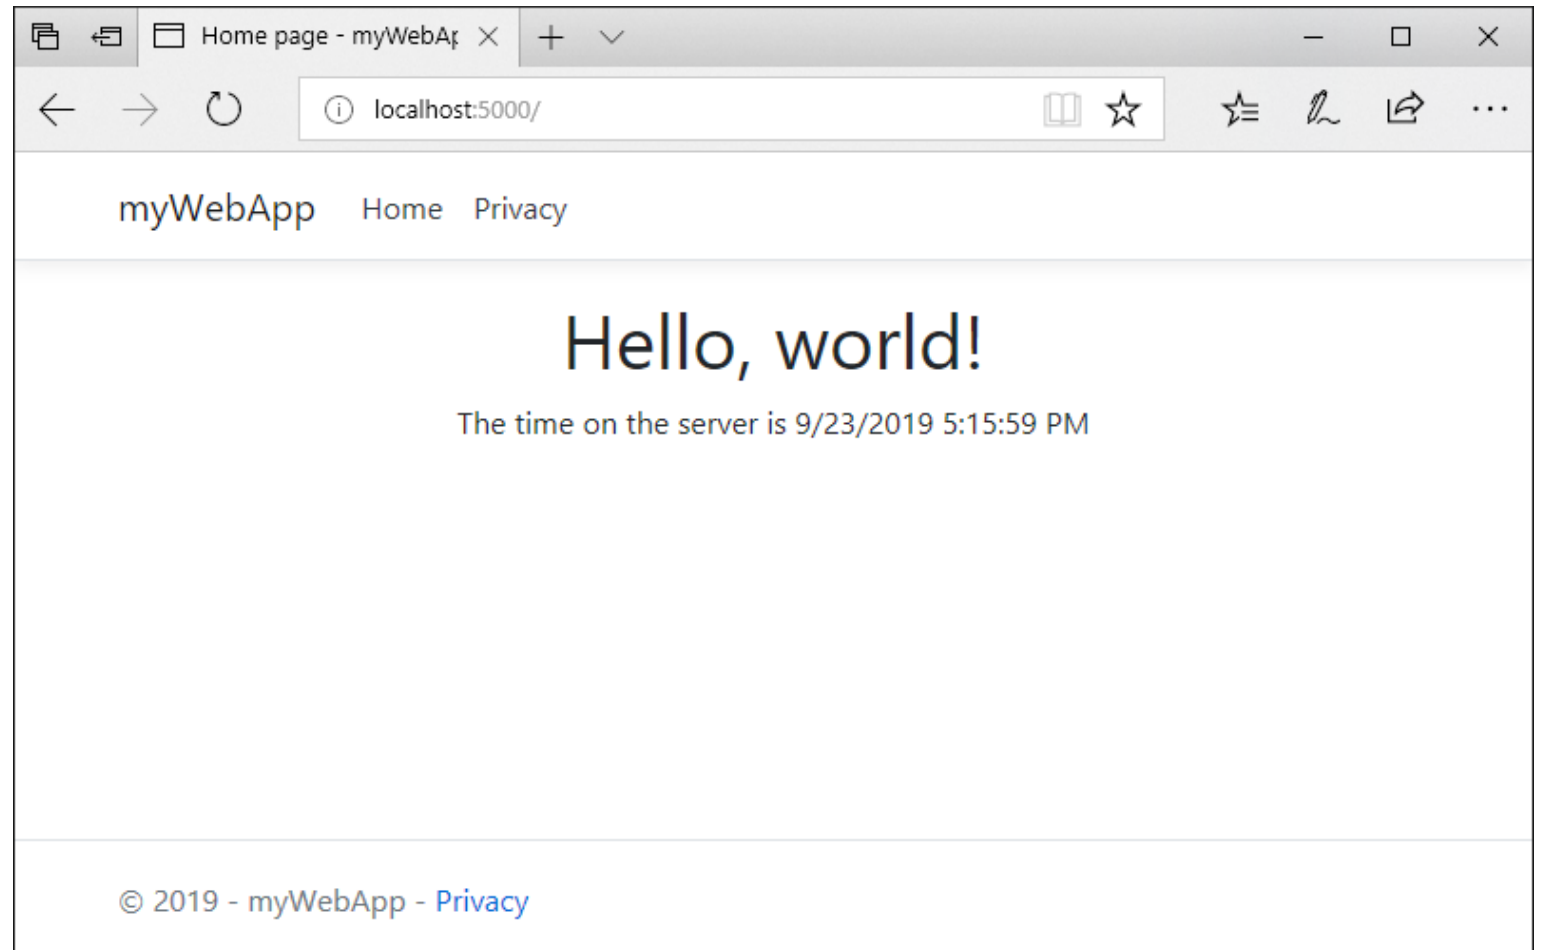 Home page - myWebAp
localhost:5000/
myWebApp Home Privacy
Hello, world!
The time on the server is 9/23/2019 5:15:59 PM
© 2019 - myWebApp - Privacy